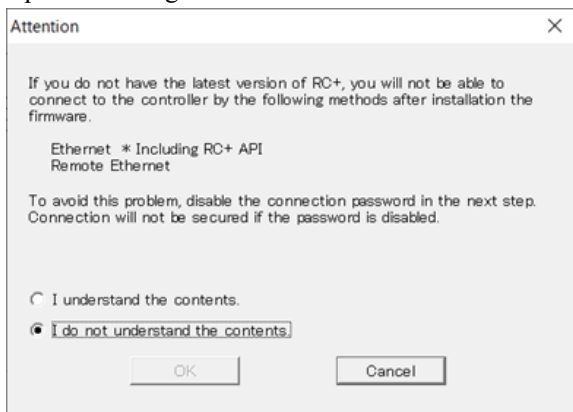 Attention
If you do not have the latest version of RC+, you will not be able to
connect to the controller by the following methods after installation the
firmware.
Ethernet * Including RC+ API
Remote Ethernet
To avoid this problem, disable the connection password in the next step.
Connection will not be secured if the password is disabled.
I understand the contents.
I do not understand the contents.
OK
Cancel